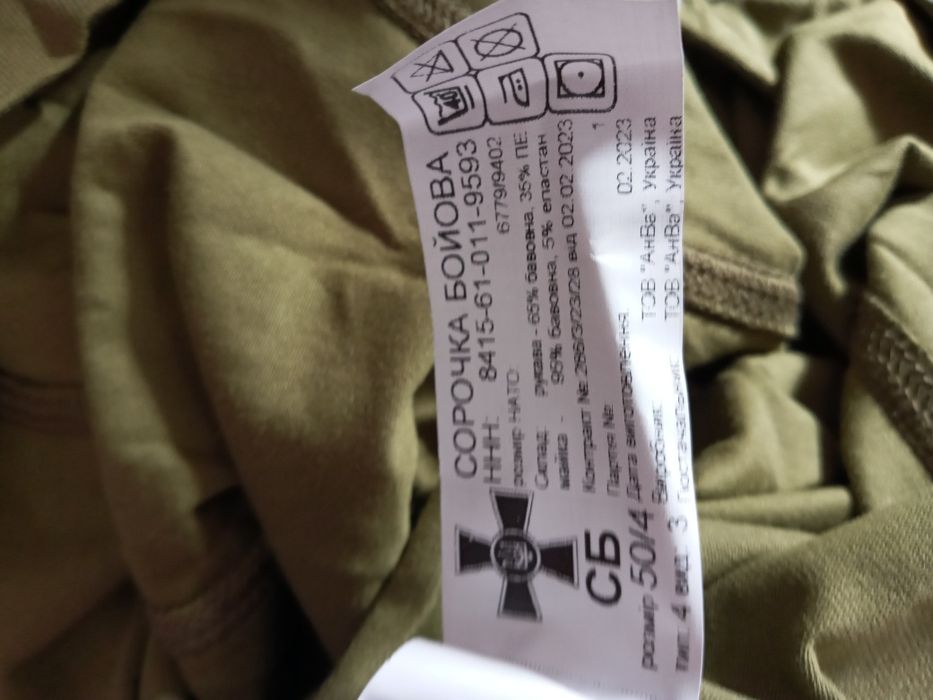 40
СОРОЧКА БОЙОВА
ННН: 8415-61-011-9593
розмір НАТО: 6779/9402
Склад: рукава - 65% бавовна, 35% ПЕ
майка - 95% бавовна, 5% еластан
Контракт №:286/3/23/28 від 02.02.2023
Партія №: 1
Дата виготовлення: 02.2023
Виробник: ТОВ "АнВа", Україна
Постачальник: ТОВ "АнВа", Україна
СБ
розмір 50/4
тип: 4 вид: 3